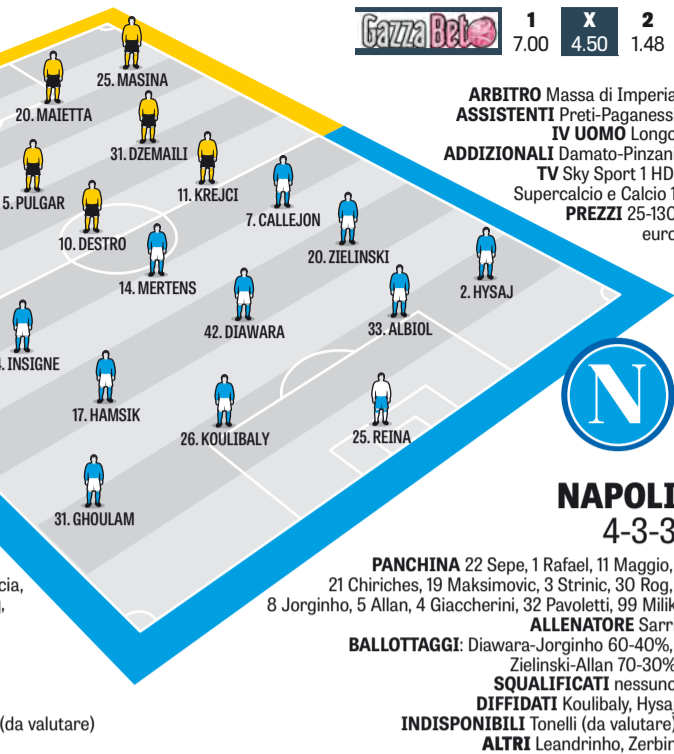 GazzaBet
1 X 2
7.00 4.50 1.48
25. MASINA
20. MAIETTA
31. DZEMAILI
11. KREJCI
5. PULGAR
7. CALLEJON
10. DESTRO
20. ZIELINSKI
14. MERTENS
2. HYSAJ
42. DIAWARA
33. ALBIOL
. INSIGNE
17. HAMSIK
26. KOULIBALY
25. REINA
31. GHOULAM
ARBITRO Massa di Imperia
ASSISTENTI Preti-Paganess
IV UOMO Longo
ADDIZIONALI Damato-Pinzani
TV Sky Sport 1 HD
Supercalcio e Calcio 1
PREZZI 25-130
euro
N
NAPOLI
4-3-3
PANCHINA 22 Sepe, 1 Rafael, 11 Maggio,
21 Chiriches, 19 Maksimovic, 3 Strinic, 30 Rog,
8 Jorginho, 5 Allan, 4 Giaccherini, 32 Pavoletti, 99 Milik
ALLENATORE Sarr
BALLOTTAGGI: Diawara-Jorginho 60-40%,
Zielinski-Allan 70-30%
SQUALIFICATI nessuno
DIFFIDATI Koulibaly, Hysaj
INDISPONIBILI Tonelli (da valutare)
ALTRI Leandrinho, Zerbin
cia,
(da valutare)